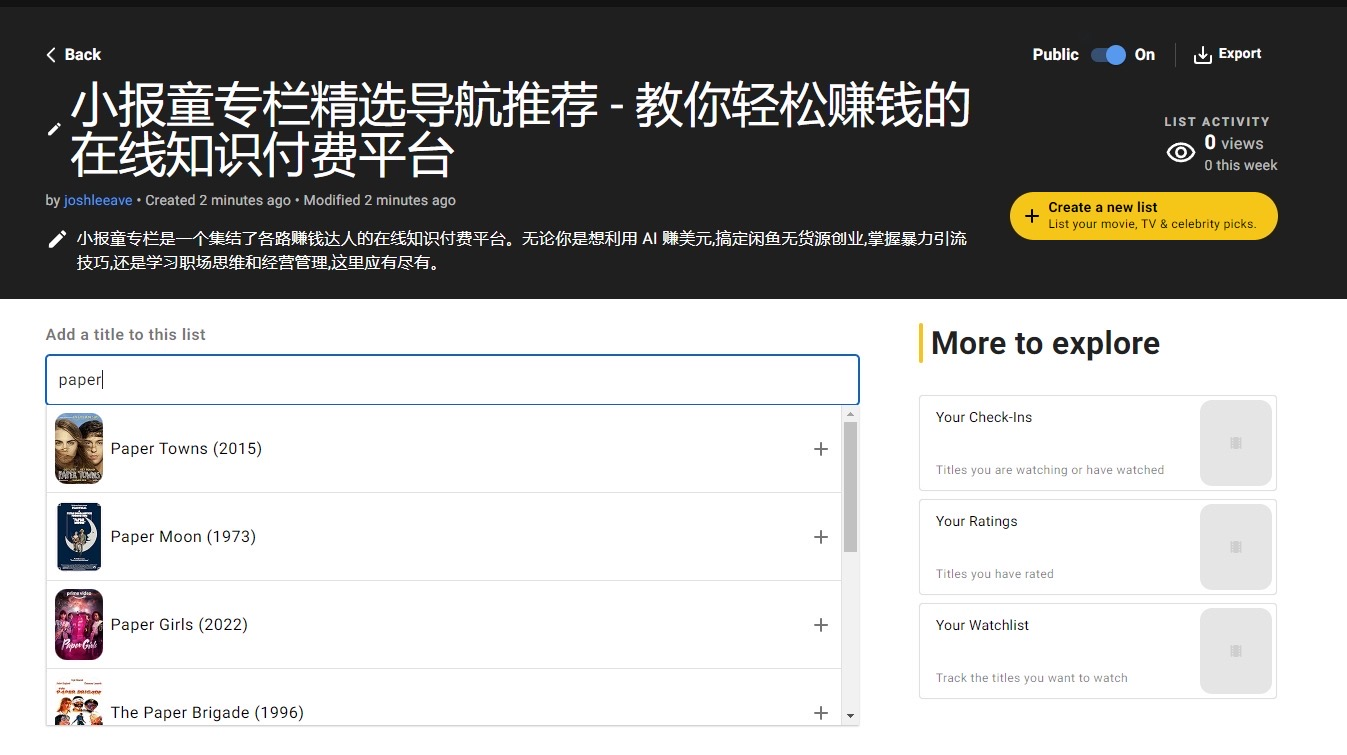 Back
Public On Export
小报童专栏精选导航推荐 - 教你轻松赚钱的
在线知识付费平台
LIST ACTIVITY
0 views
0 this week
by joshleeave • Created 2 minutes ago • Modified 2 minutes ago
Create a new list
List your movie, TV & celebrity picks.
小报童专栏是一个集结了各路赚钱达人的在线知识付费平台。无论你是想利用 AI 赚美元,搞定闲鱼无货源创业,掌握暴力引流
技巧,还是学习职场思维和经营管理,这里应有尽有。
Add a title to this list
paper
Paper Towns (2015)
Paper Moon (1973)
prime video
Paper Girls
Paper Girls (2022)
PAPER BRIGADE
The Paper Brigade (1996)
More to explore
Your Check-Ins
Titles you are watching or have watched
Your Ratings
Titles you have rated
Your Watchlist
Track the titles you want to watch